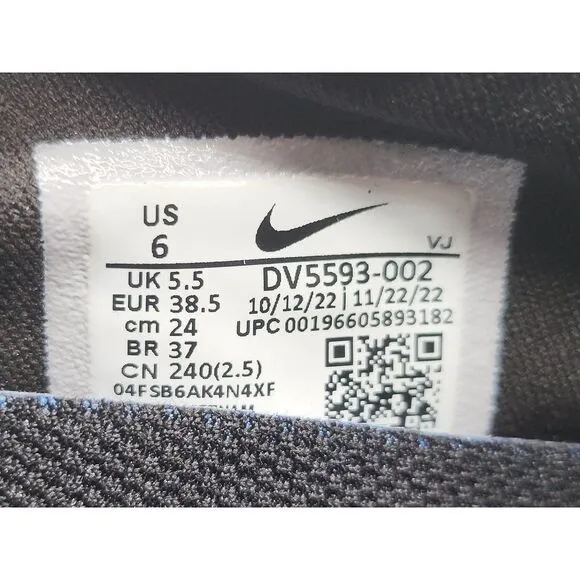 US
6
VJ
UK 5.5
EUR 38.5
cm 24
BR 37
CN 240(2.5)
04FSB6AK4N4XF
DV5593-002
10/12/22 | 11/22/22
UPC 00196605893182